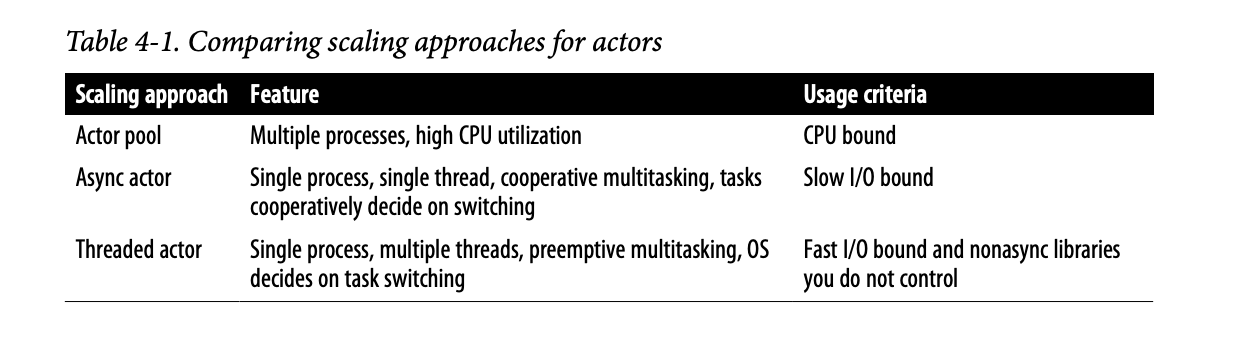 Table 4-1. Comparing scaling approaches for actors
Scaling approach Feature Usage criteria
Actor pool Multiple processes, high CPU utilization CPU bound
Async actor Single process, single thread, cooperative multitasking, tasks Slow I/O bound
cooperatively decide on switching
Threaded actor Single process, multiple threads, preemptive multitasking, OS Fast I/O bound and nonasync libraries
decides on task switching you do not control